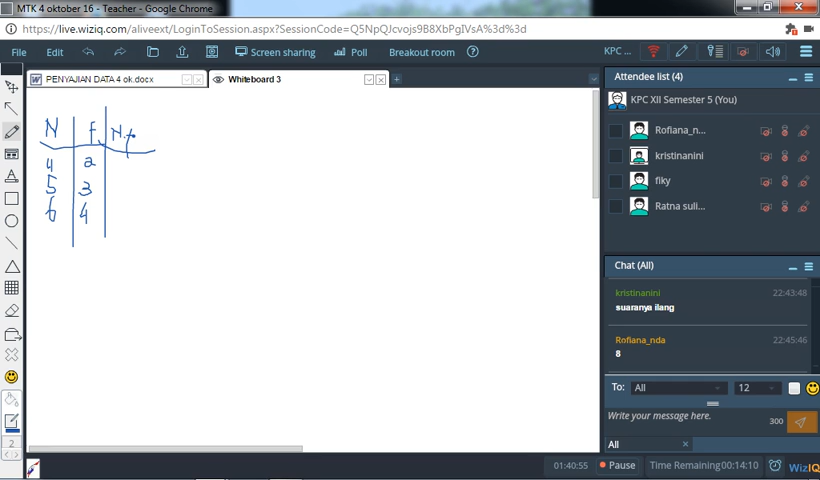 MTK 4 oktober 16 - Teacher - Google Chrome
https://live.wiziq.com/aliveext/LoginToSession.aspx?SessionCode=Q5NpQJcvojs9B8XbPgIVsA%3d%3d
File Edit Screen sharing Poll Breakout room KPC ...
PENYAJIAN DATA 4 ok.docx Whiteboard 3
Attendee list (4)
KPC XII Semester 5 (You)
Rofiana_n...
kristinanini
fiky
Ratna suli...
N f N.f
4 2
5 3
6 4
Chat (All)
kristinanini 22:43:48
suaranya ilang
Rofiana_nda 22:45:46
8
To: All 12
Write your message here. 300
All
2
01:40:55 Pause Time Remaining 00:14:10 WizIQ